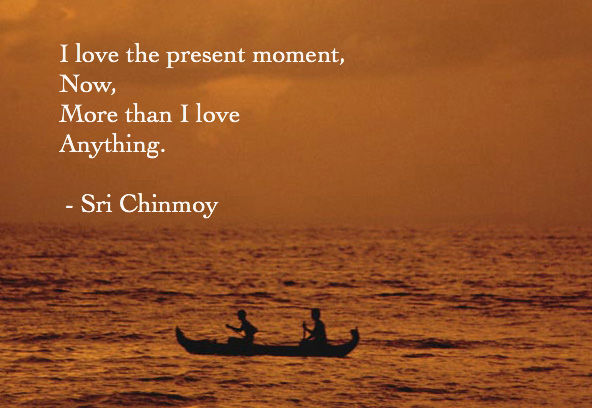 I love the present moment,
Now,
More than I love
Anything.
- Sri Chinmoy